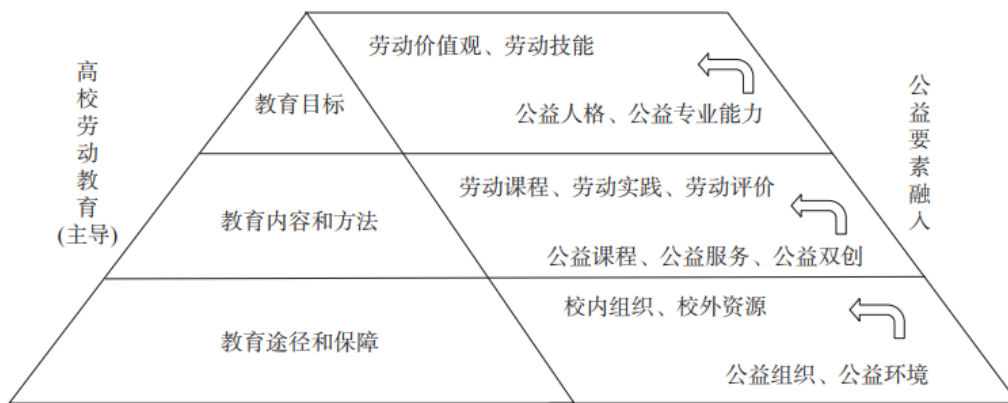 高校劳动教育
(主导)
劳动价值观、劳动技能
教育目标
公益人格、公益专业能力
劳动课程、劳动实践、劳动评价
教育内容和方法
公益课程、公益服务、公益双创
校内组织、校外资源
教育途径和保障
公益组织、公益环境
公益要素融入